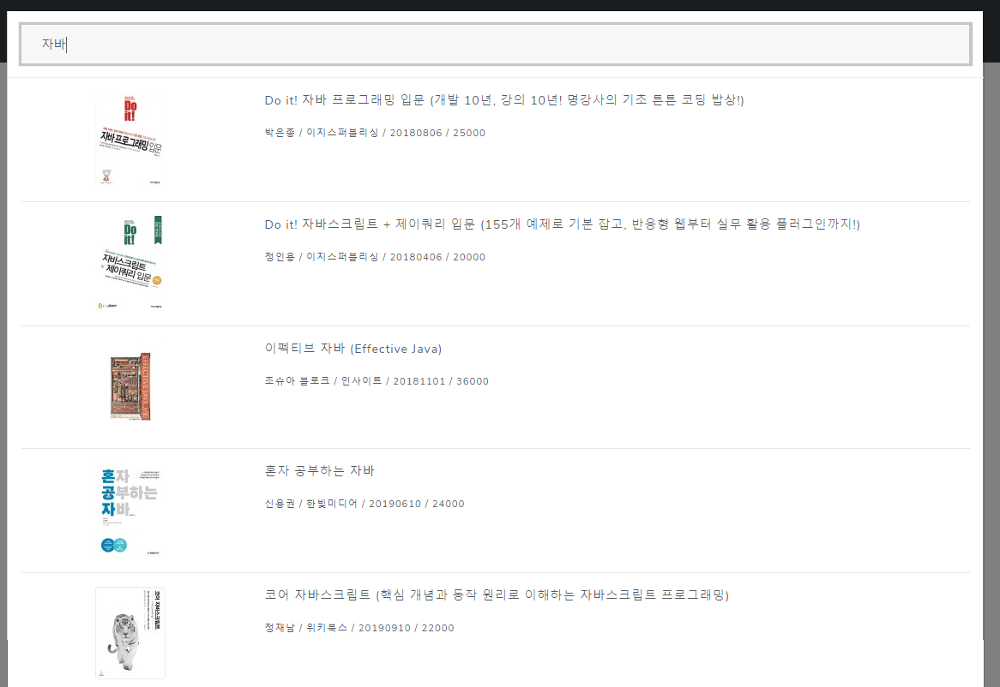 자바
Do it!
자바 프로그래밍 입문
Do it! 자바 프로그래밍 입문 (개발 10년, 강의 10년! 명강사의 기초 튼튼 코딩 밥상!)
박은종 / 이지스퍼블리싱 / 20180806 / 25000
Do it!
자바스크립트
+ 제이쿼리 입문
Do it! 자바스크립트 + 제이쿼리 입문 (155개 예제로 기본 잡고, 반응형 웹부터 실무 활용 플러그인까지!)
정인용 / 이지스퍼블리싱 / 20180406 / 20000
EFFECTIVE JAVA 3/E
이펙티브 자바 (Effective Java)
조슈아 블로크 / 인사이트 / 20181101 / 36000
혼자
공부하는
자바
혼자 공부하는 자바
신용권 / 한빛미디어 / 20190610 / 24000
코어 자바스크립트
코어 자바스크립트 (핵심 개념과 동작 원리로 이해하는 자바스크립트 프로그래밍)
정재남 / 위키북스 / 20190910 / 22000